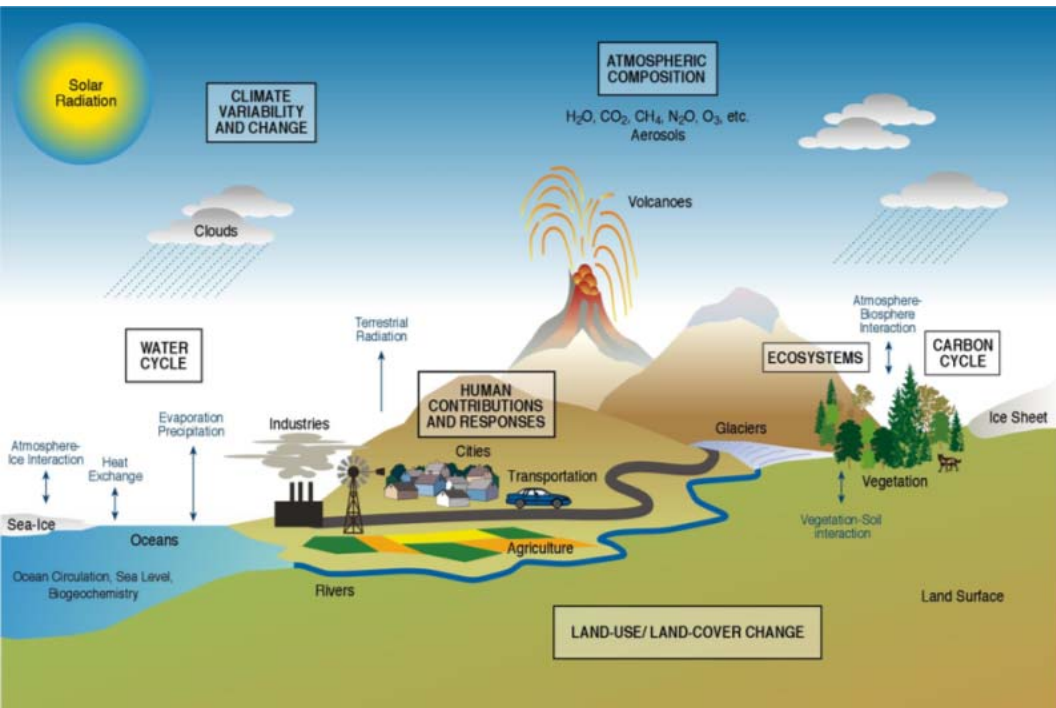 Solar
Radiation
CLIMATE
VARIABILITY
AND CHANGE
ATMOSPHERIC
COMPOSITION
H₂O, CO₂, CH₄, N₂O, O₃, etc.
Aerosols
Volcanoes
Clouds
Terrestrial
Radiation
Atmosphere-
Biosphere
Interaction
WATER
CYCLE
ECOSYSTEMS
CARBON
CYCLE
HUMAN
CONTRIBUTIONS
AND RESPONSES
Evaporation
Precipitation
Industries
Glaciers
Ice Sheet
Atmosphere-
Ice Interaction
Heat
Exchange
Cities
Transportation
Vegetation
Sea-Ice
Oceans
Agriculture
Vegetation-Soil
interaction
Ocean Circulation, Sea Level,
Biogeochemistry
Rivers
Land Surface
LAND-USE/ LAND-COVER CHANGE